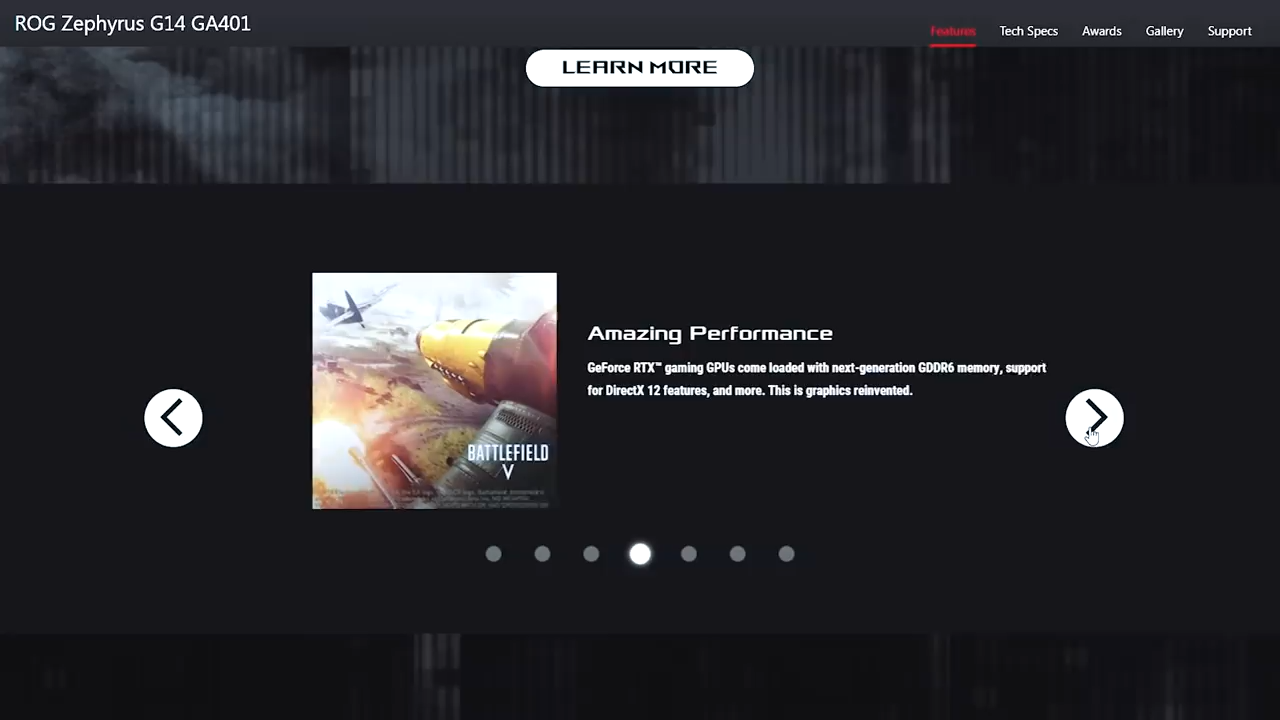 ROG Zephyrus G14 GA401
Features Tech Specs Awards Gallery Support
LEARN MORE
Amazing Performance
GeForce RTX™ gaming GPUs come loaded with next-generation GDDR6 memory, support
for DirectX 12 features, and more. This is graphics reinvented.
BATTLEFIELD
V